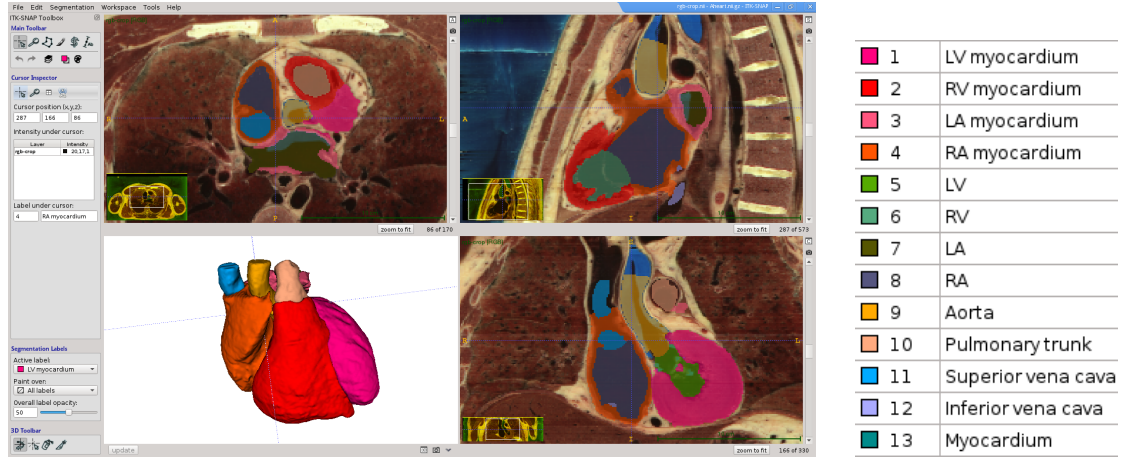 File Edit Segmentation Workspace Tools Help
ITK-SNAP Toolbox
Main Toolbar
Cursor Inspector
Cursor position (x,y,z):
287 166 86
Intensity under cursor:
Layer Intensity
rgb-crop 20,17,1
Label under cursor:
4 RA myocardium
Segmentation Labels
Active label:
LV myocardium
Paint over:
All labels
Overall label opacity:
50
3D Toolbar
A
L
P
zoom to fit 86 of 170
A
I
zoom to fit 287 of 573
update
R
L
I
zoom to fit 166 of 330
1 LV myocardium
2 RV myocardium
3 LA myocardium
4 RA myocardium
5 LV
6 RV
7 LA
8 RA
9 Aorta
10 Pulmonary trunk
11 Superior vena cava
12 Inferior vena cava
13 Myocardium